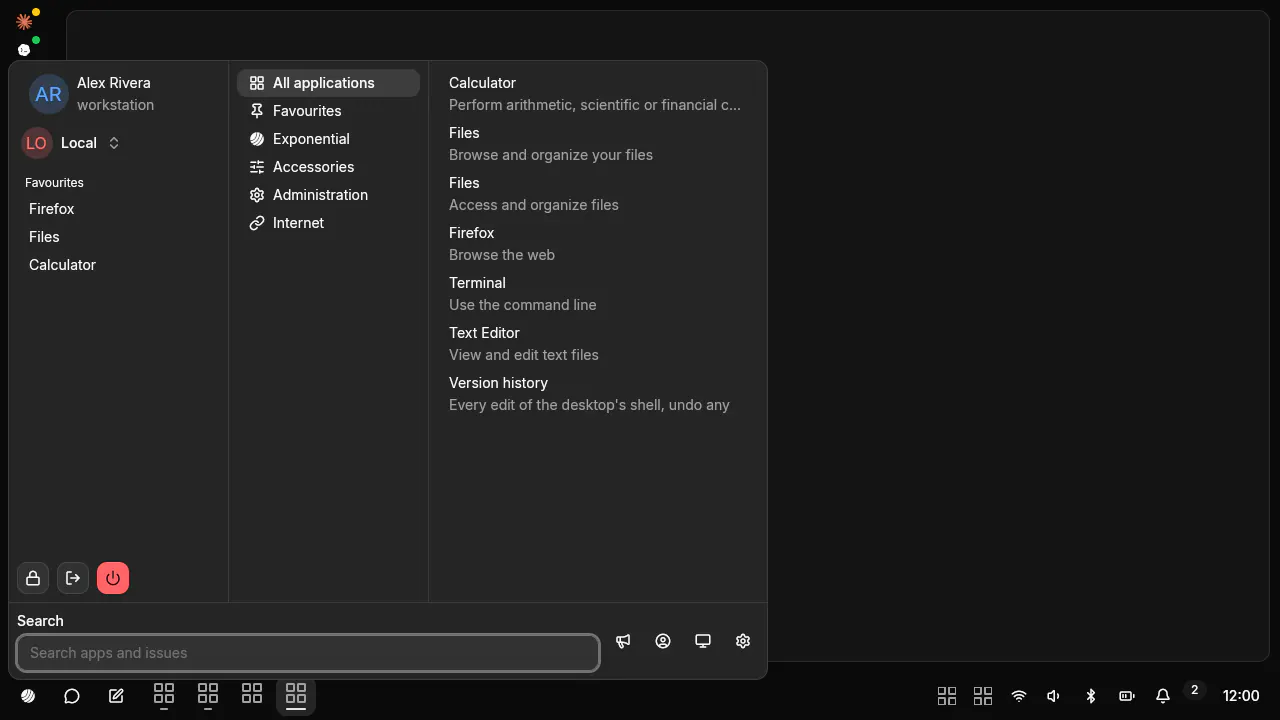 AR
Alex Rivera
workstation
LO
Local
Favourites
Firefox
Files
Calculator
All applications
Favourites
Exponential
Accessories
Administration
Internet
Calculator
Perform arithmetic, scientific or financial c...
Files
Browse and organize your files
Files
Access and organize files
Firefox
Browse the web
Terminal
Use the command line
Text Editor
View and edit text files
Version history
Every edit of the desktop's shell, undo any
Search
Search apps and issues
2
12:00